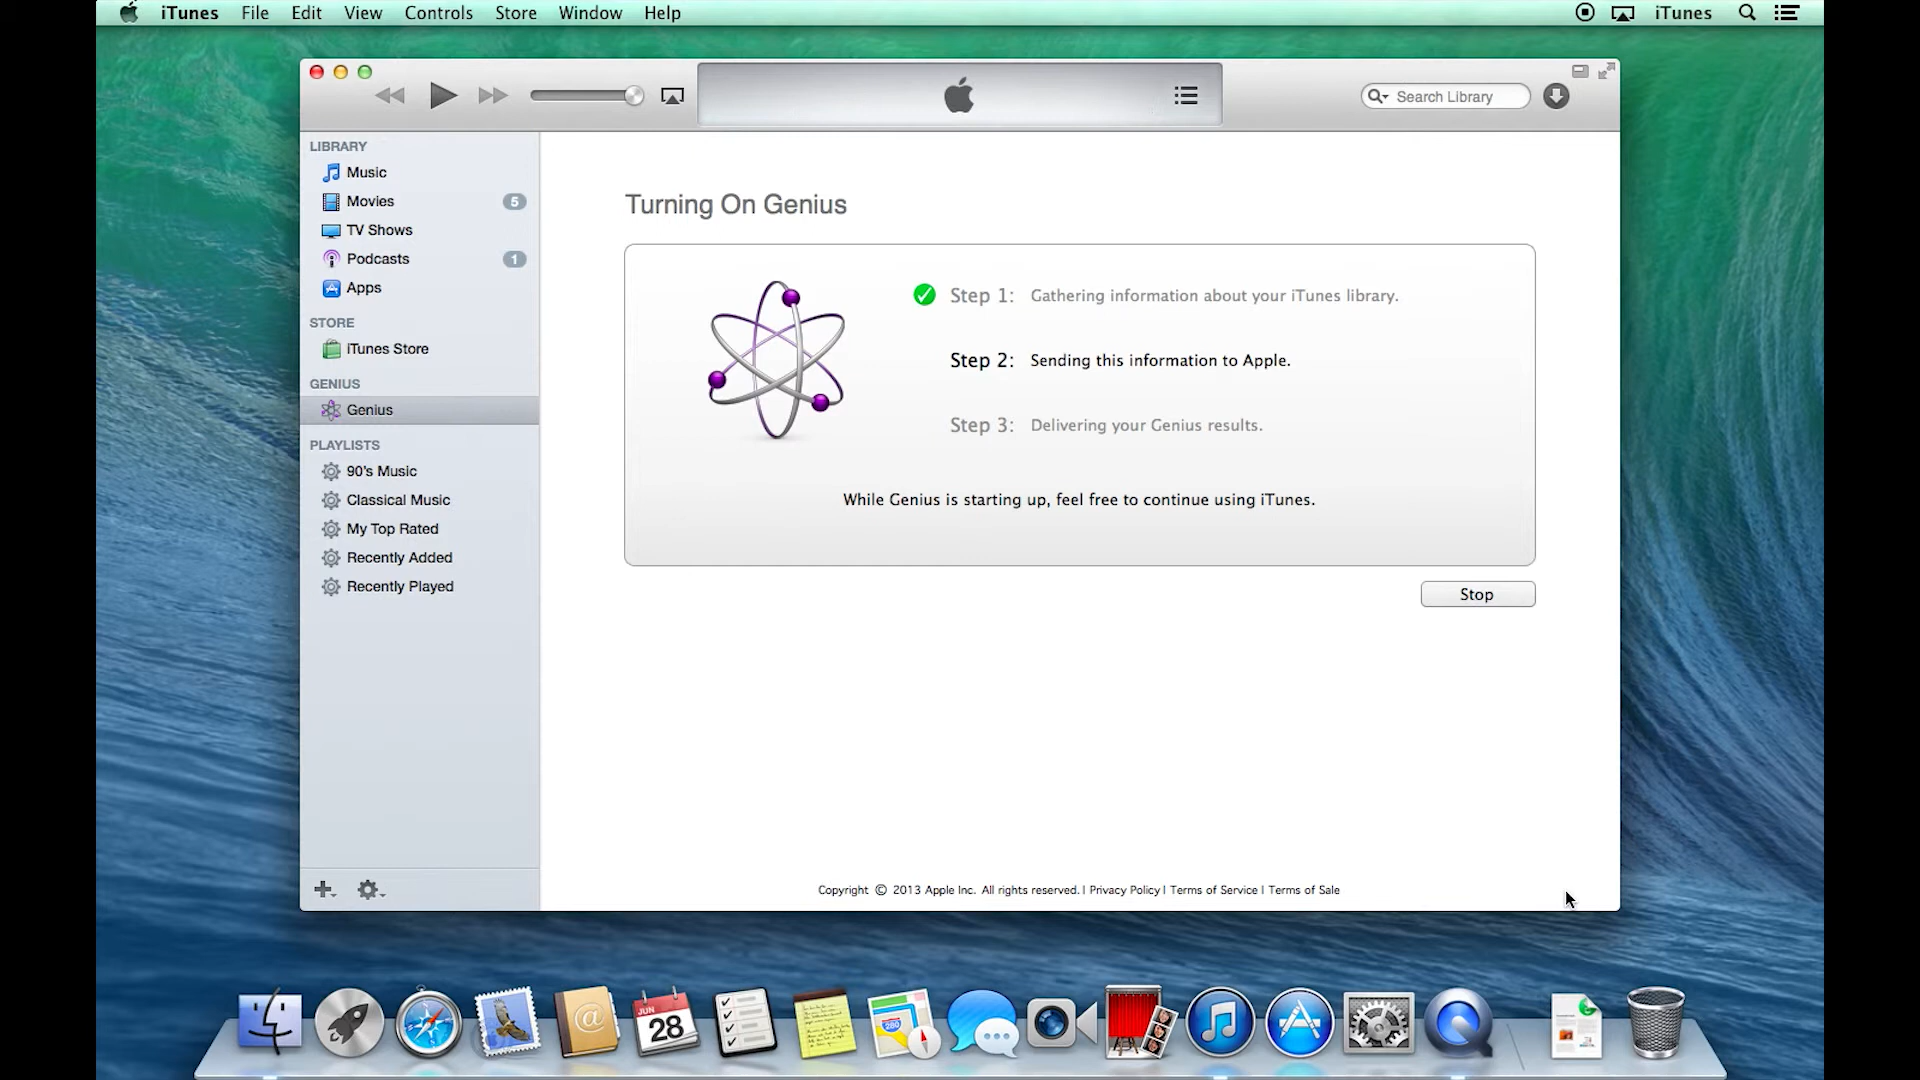 iTunes File Edit View Controls Store Window Help iTunes
Search Library
LIBRARY
Music
Movies 5
TV Shows
Podcasts 1
Apps
STORE
iTunes Store
GENIUS
Genius
PLAYLISTS
90's Music
Classical Music
My Top Rated
Recently Added
Recently Played
Turning On Genius
Step 1: Gathering information about your iTunes library.
Step 2: Sending this information to Apple.
Step 3: Delivering your Genius results.
While Genius is starting up, feel free to continue using iTunes.
Stop
Copyright © 2013 Apple Inc. All rights reserved. | Privacy Policy | Terms of Service | Terms of Sale
JUN
28
280